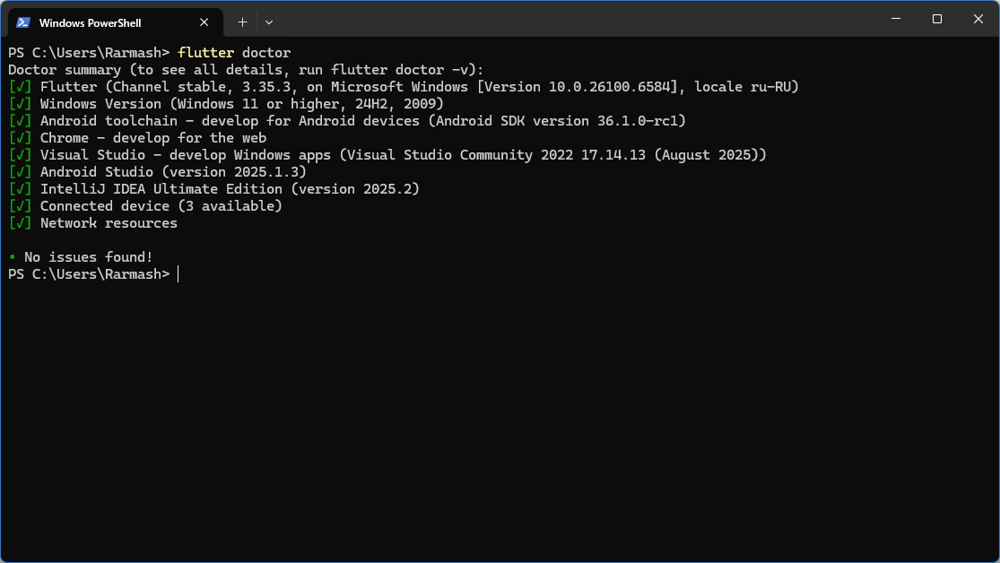 Windows PowerShell
PS C:\Users\Rarmash> flutter doctor
Doctor summary (to see all details, run flutter doctor -v):
[√] Flutter (Channel stable, 3.35.3, on Microsoft Windows [Version 10.0.26100.6584], locale ru-RU)
[√] Windows Version (Windows 11 or higher, 24H2, 2009)
[√] Android toolchain - develop for Android devices (Android SDK version 36.1.0-rc1)
[√] Chrome - develop for the web
[√] Visual Studio - develop Windows apps (Visual Studio Community 2022 17.14.13 (August 2025))
[√] Android Studio (version 2025.1.3)
[√] IntelliJ IDEA Ultimate Edition (version 2025.2)
[√] Connected device (3 available)
[√] Network resources
• No issues found!
PS C:\Users\Rarmash>